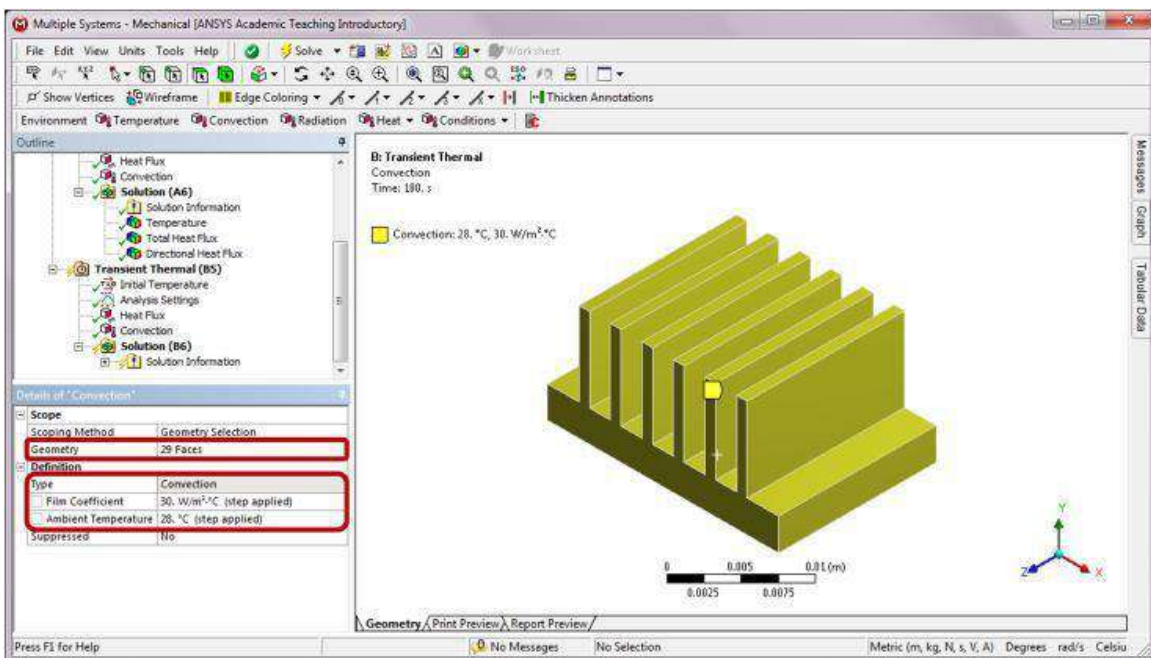 Multiple Systems - Mechanical [ANSYS Academic Teaching Introductory]
File Edit View Units Tools Help Solve Worksheet
Show Vertices Wireframe Edge Coloring Thicken Annotations
Environment Temperature Convection Radiation Heat Conditions
Outline
Heat Flux
Convection
Solution (A6)
Solution Information
Temperature
Total Heat Flux
Directional Heat Flux
Transient Thermal (B5)
Initial Temperature
Analysis Settings
Heat Flux
Convection
Solution (B6)
Solution Information
Details of "Convection"
Scope
Scoping Method Geometry Selection
Geometry 29 Faces
Definition
Type Convection
Film Coefficient 30. W/m²·°C (step applied)
Ambient Temperature 28. °C (step applied)
Suppressed No
B: Transient Thermal
Convection
Time: 180. s
Convection: 28. °C, 30. W/m²·°C
0 0.005 0.01 (m)
0.0025 0.0075
Y
Z X
Geometry Print Preview Report Preview
Messages
Graph
Tabular Data
Press F1 for Help No Messages No Selection Metric (m, kg, N, s, V, A) Degrees rad/s Celsiu